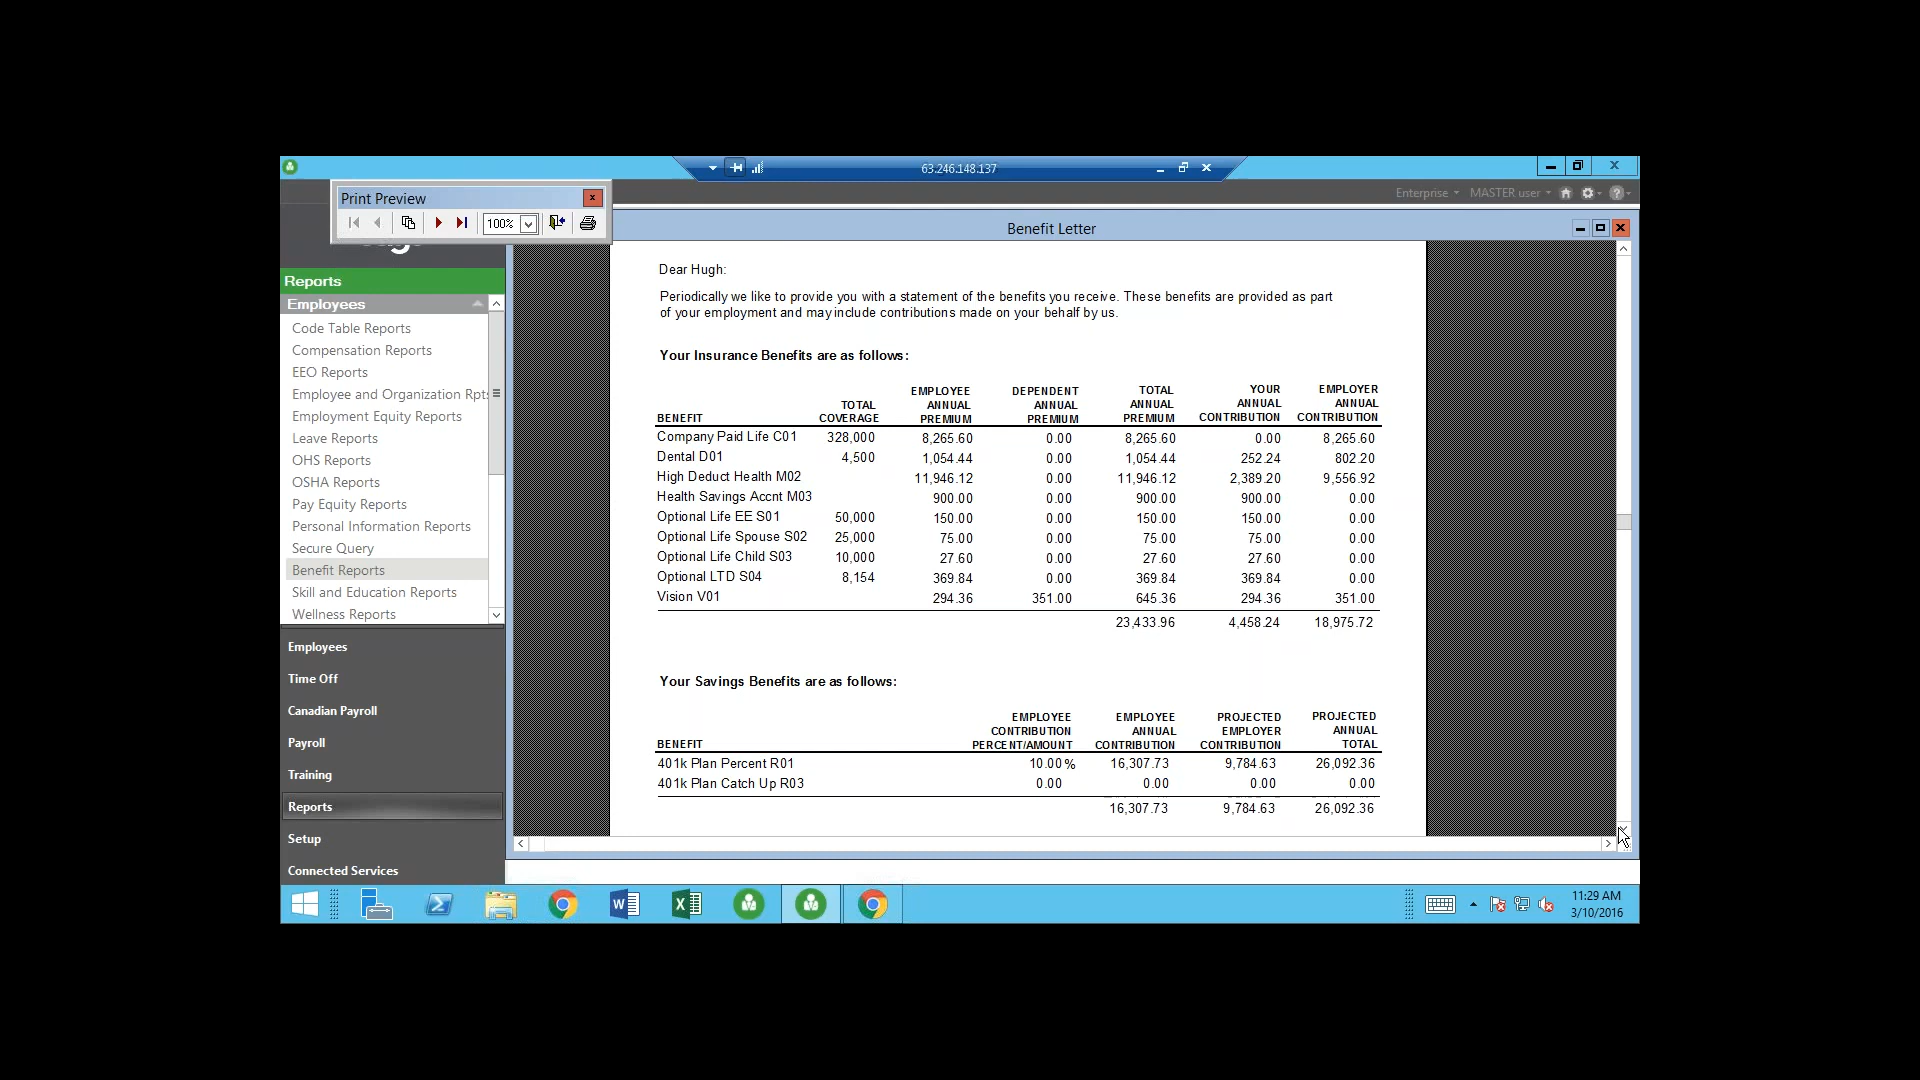 63.246.148.137
Print Preview
100%
Enterprise
MASTER user
Benefit Letter
Reports
Employees
Code Table Reports
Compensation Reports
EEO Reports
Employee and Organization Rpts
Employment Equity Reports
Leave Reports
OHS Reports
OSHA Reports
Pay Equity Reports
Personal Information Reports
Secure Query
Benefit Reports
Skill and Education Reports
Wellness Reports
Employees
Time Off
Canadian Payroll
Payroll
Training
Reports
Setup
Connected Services
Dear Hugh:
Periodically we like to provide you with a statement of the benefits you receive. These benefits are provided as part
of your employment and may include contributions made on your behalf by us.
Your Insurance Benefits are as follows:
BENEFIT TOTAL COVERAGE EMPLOYEE ANNUAL PREMIUM DEPENDENT ANNUAL PREMIUM TOTAL ANNUAL PREMIUM YOUR ANNUAL CONTRIBUTION EMPLOYER ANNUAL CONTRIBUTION
Company Paid Life C01 328,000 8,265.60 0.00 8,265.60 0.00 8,265.60
Dental D01 4,500 1,054.44 0.00 1,054.44 252.24 802.20
High Deduct Health M02 11,946.12 0.00 11,946.12 2,389.20 9,556.92
Health Savings Accnt M03 900.00 0.00 900.00 900.00 0.00
Optional Life EE S01 50,000 150.00 0.00 150.00 150.00 0.00
Optional Life Spouse S02 25,000 75.00 0.00 75.00 75.00 0.00
Optional Life Child S03 10,000 27.60 0.00 27.60 27.60 0.00
Optional LTD S04 8,154 369.84 0.00 369.84 369.84 0.00
Vision V01 294.36 351.00 645.36 294.36 351.00
23,433.96 4,458.24 18,975.72
Your Savings Benefits are as follows:
BENEFIT EMPLOYEE CONTRIBUTION PERCENT/AMOUNT EMPLOYEE ANNUAL CONTRIBUTION PROJECTED EMPLOYER CONTRIBUTION PROJECTED ANNUAL TOTAL
401k Plan Percent R01 10.00 % 16,307.73 9,784.63 26,092.36
401k Plan Catch Up R03 0.00 0.00 0.00 0.00
16,307.73 9,784.63 26,092.36
11:29 AM
3/10/2016